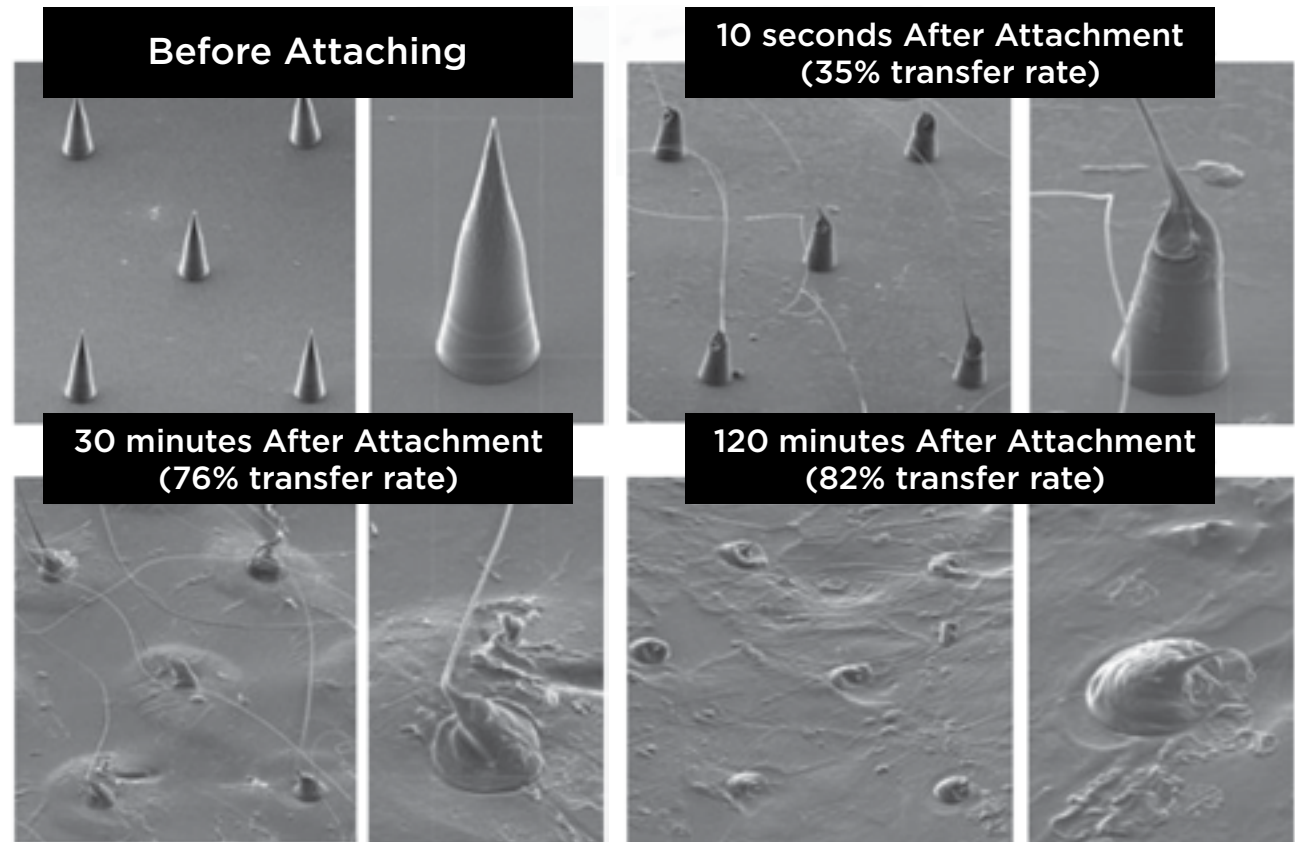 Before Attaching
10 seconds After Attachment
(35% transfer rate)
30 minutes After Attachment
(76% transfer rate)
120 minutes After Attachment
(82% transfer rate)